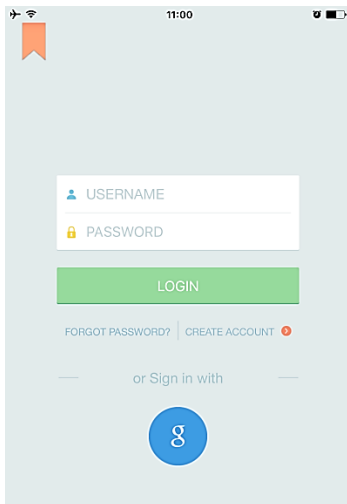 11:00
USERNAME
PASSWORD
LOGIN
FORGOT PASSWORD? CREATE ACCOUNT
or Sign in with
g